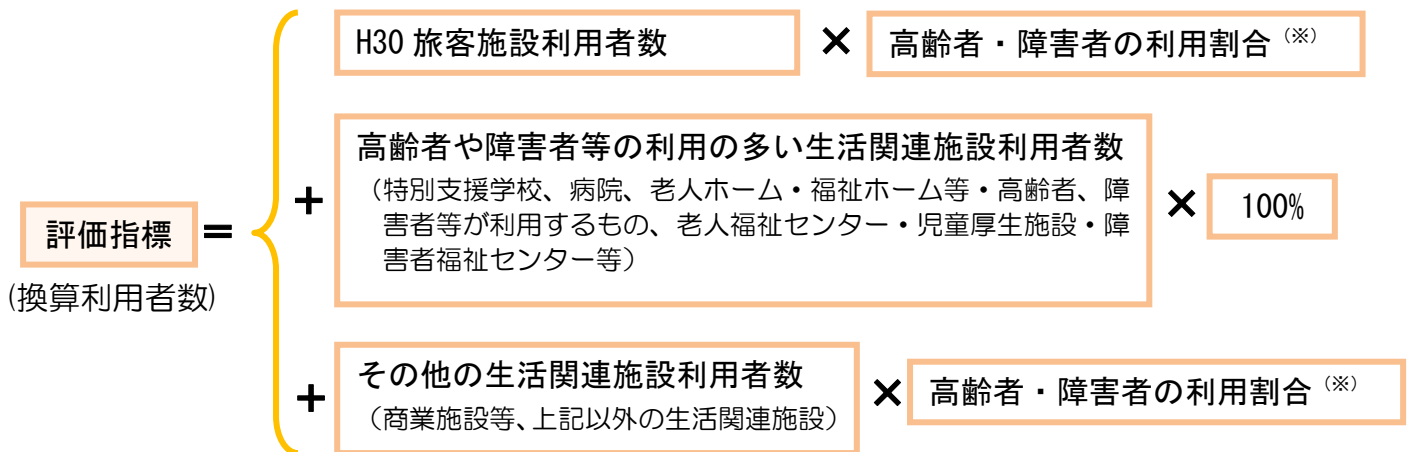 H30 旅客施設利用者数 × 高齢者・障害者の利用割合（※）
高齢者や障害者等の利用の多い生活関連施設利用者数
（特別支援学校、病院、老人ホーム・福祉ホーム等・高齢者、障
害者等が利用するもの、老人福祉センター・児童厚生施設・障
害者福祉センター等）
+ × 100%
評価指標 =
(換算利用者数)
その他の生活関連施設利用者数
（商業施設等、上記以外の生活関連施設）
+ × 高齢者・障害者の利用割合（※）